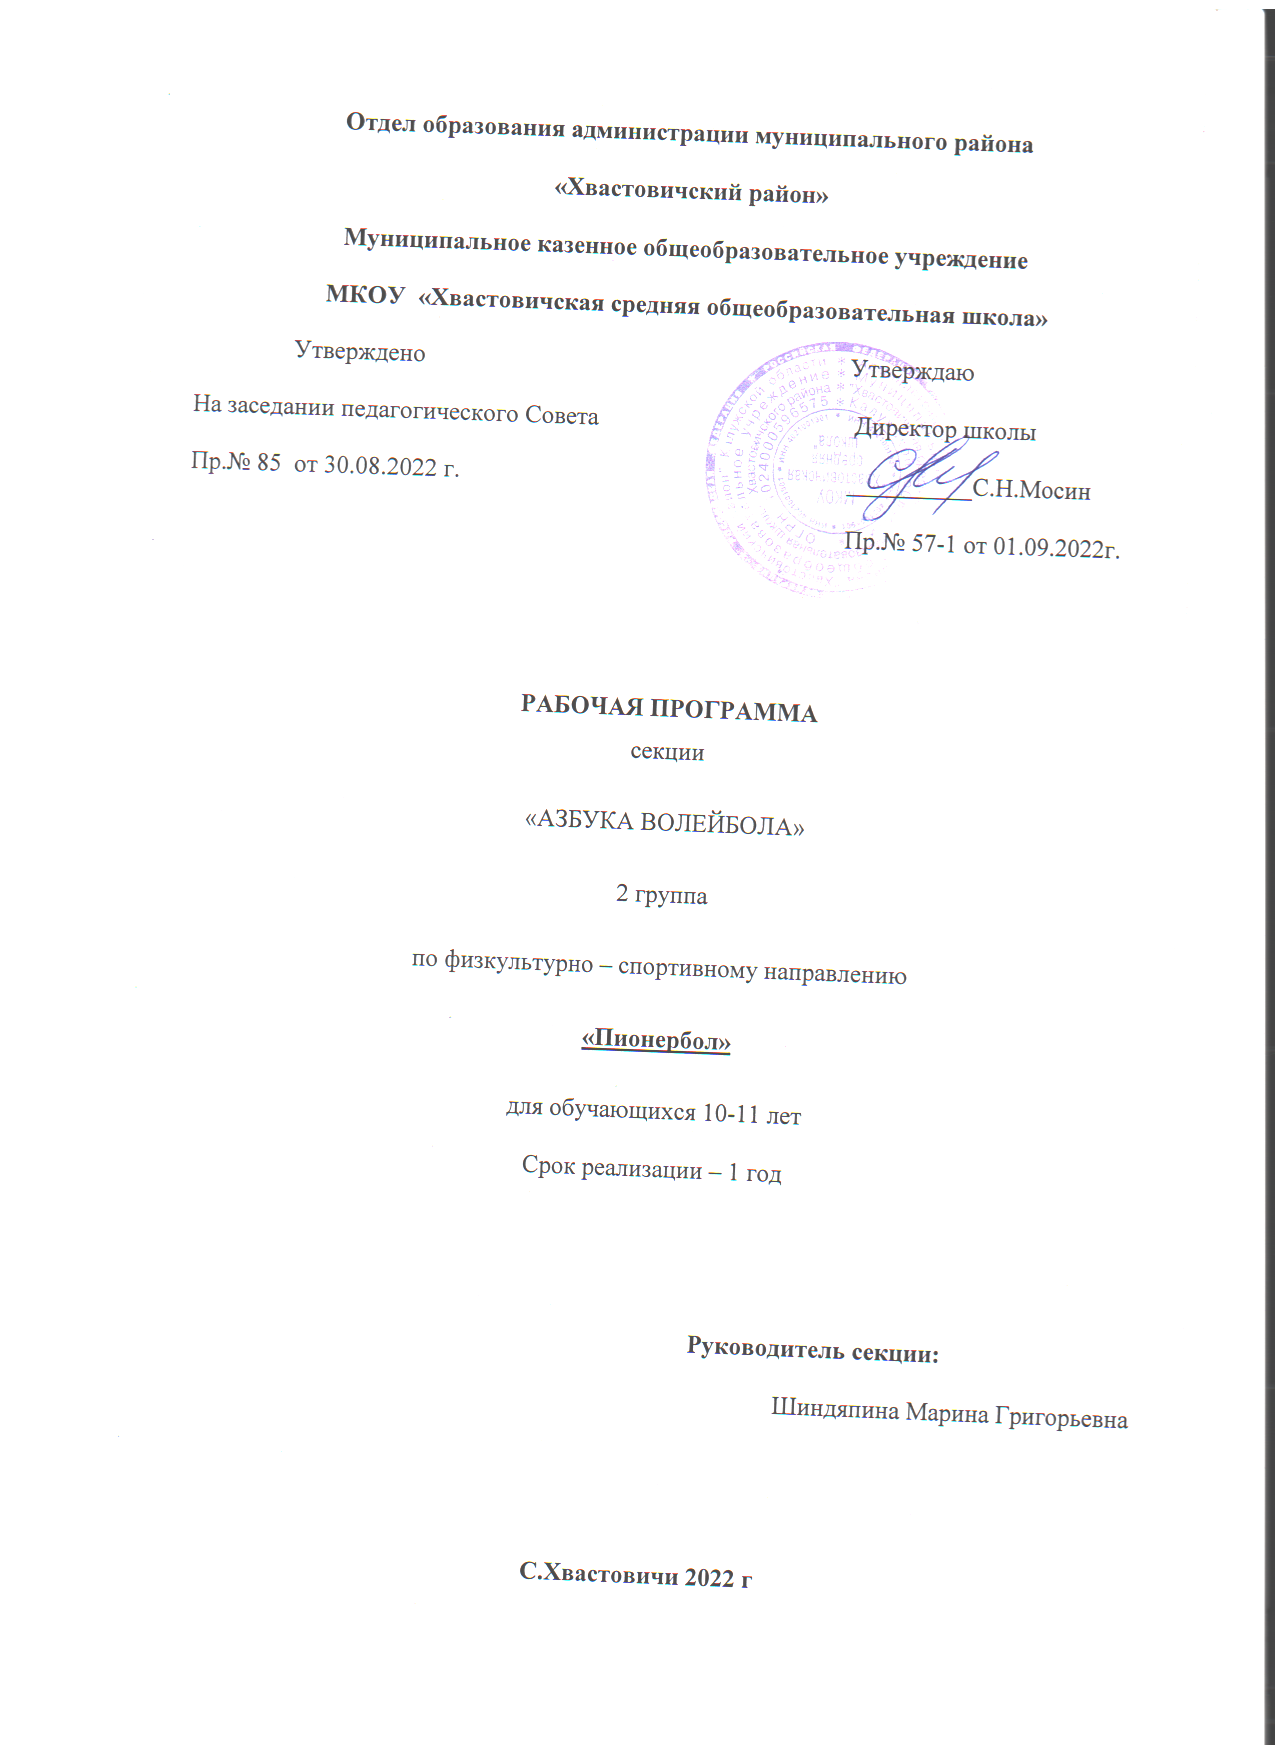 Отдел образования администрации муниципального района
«Хвастовичский район»
Муниципальное казенное общеобразовательное учреждение
МКОУ «Хвастовичская средняя общеобразовательная школа»
Утверждено
Утверждаю
На заседании педагогического Совета
Директор школы
Пр.№ 85 от 30.08.2022 г.
С.Н.Мосин
Пр.№ 57-1 от 01.09.2022г.
РАБОЧАЯ ПРОГРАММА
секции
«АЗБУКА ВОЛЕЙБОЛА»
2 группа
по физкультурно – спортивному направлению
«Пионербол»
для обучающихся 10-11 лет
Срок реализации – 1 год
Руководитель секции:
Шиндяпина Марина Григорьевна
С.Хвастовичи 2022 г